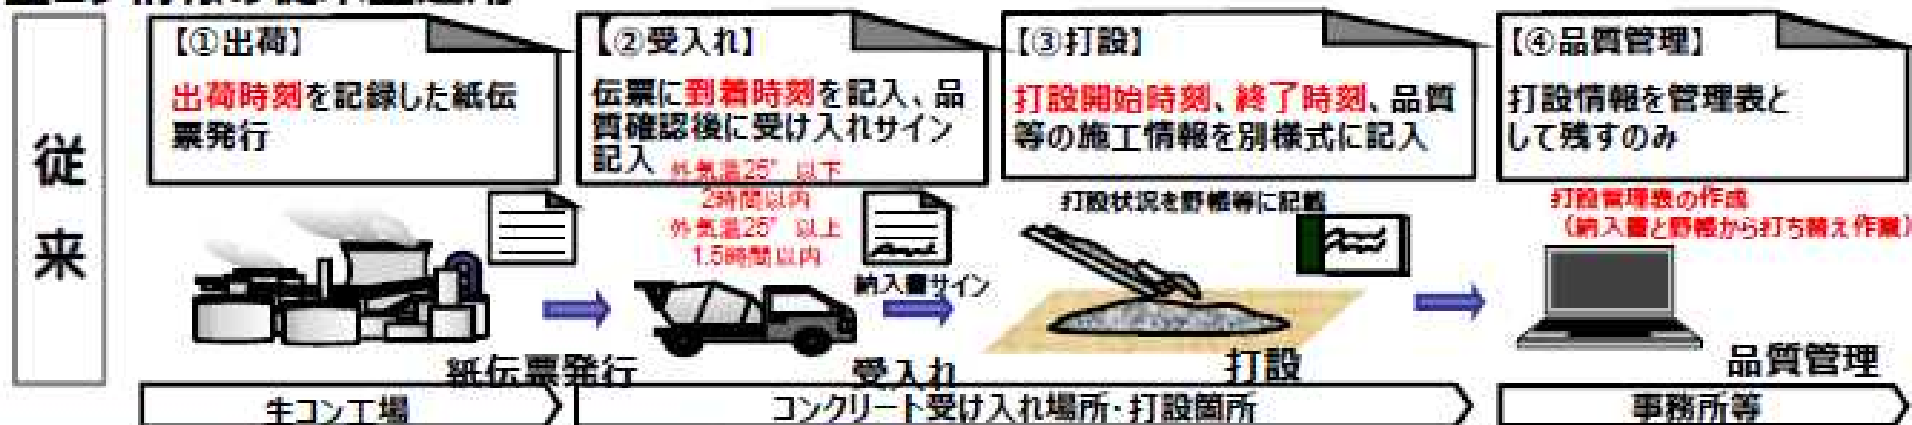 従
来
【①出荷】
出荷時刻を記録した紙伝
票発行
【②受入れ】
伝票に到着時刻を記入、品
質確認後に受け入れサイン
記入
外気温25°以下
2時間以内
外気温25°以上
1.5時間以内
【③打設】
打設開始時刻、終了時刻、品質
等の施工情報を別様式に記入
【④品質管理】
打設情報を管理表と
して残すのみ
打設状況を野帳等に記載
打設管理表の作成
（納入書と野帳から打ち替え作業）
納入書サイン
紙伝票発行
受入れ
打設
品質管理
生コン工場
コンクリート受け入れ場所・打設箇所
事務所等